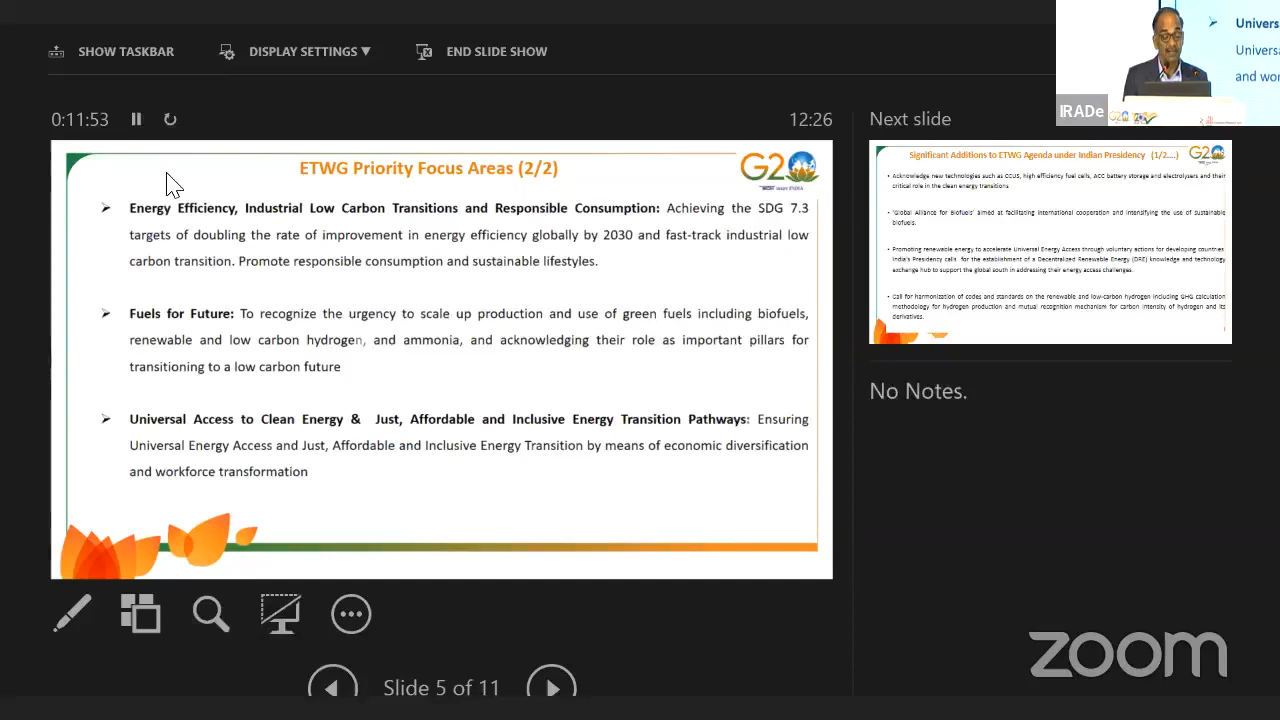 SHOW TASKBAR
DISPLAY SETTINGS ▼
END SLIDE SHOW
Univers
Universa
and wor
IRADe
0:11:53
12:26
Next slide
ETWG Priority Focus Areas (2/2)
G20
➢ Energy Efficiency, Industrial Low Carbon Transitions and Responsible Consumption: Achieving the SDG 7.3
targets of doubling the rate of improvement in energy efficiency globally by 2030 and fast-track industrial low
carbon transition. Promote responsible consumption and sustainable lifestyles.
➢ Fuels for Future: To recognize the urgency to scale up production and use of green fuels including biofuels,
renewable and low carbon hydrogen, and ammonia, and acknowledging their role as important pillars for
transitioning to a low carbon future
➢ Universal Access to Clean Energy & Just, Affordable and Inclusive Energy Transition Pathways: Ensuring
Universal Energy Access and Just, Affordable and Inclusive Energy Transition by means of economic diversification
and workforce transformation
Significant Additions to ETWG Agenda under Indian Presidency (1/2....)
G20
• Acknowledge new technologies such as CCUS, high efficiency fuel cells, ACC battery storage and electrolysers and their
critical role in the clean energy transitions
• 'Global Alliance for Biofuels' aimed at facilitating international cooperation and intensifying the use of sustainable
biofuels.
• Promoting renewable energy to accelerate Universal Energy Access through voluntary actions for developing countries
India's Presidency calls for the establishment of a Decentralized Renewable Energy (DRE) knowledge and technology
exchange hub to support the global south in addressing their energy access challenges.
• Call for harmonization of codes and standards on the renewable and low-carbon hydrogen including GHG calculation
methodology for hydrogen production and mutual recognition mechanism for carbon intensity of hydrogen and its
derivatives.
No Notes.
zoom
Slide 5 of 11